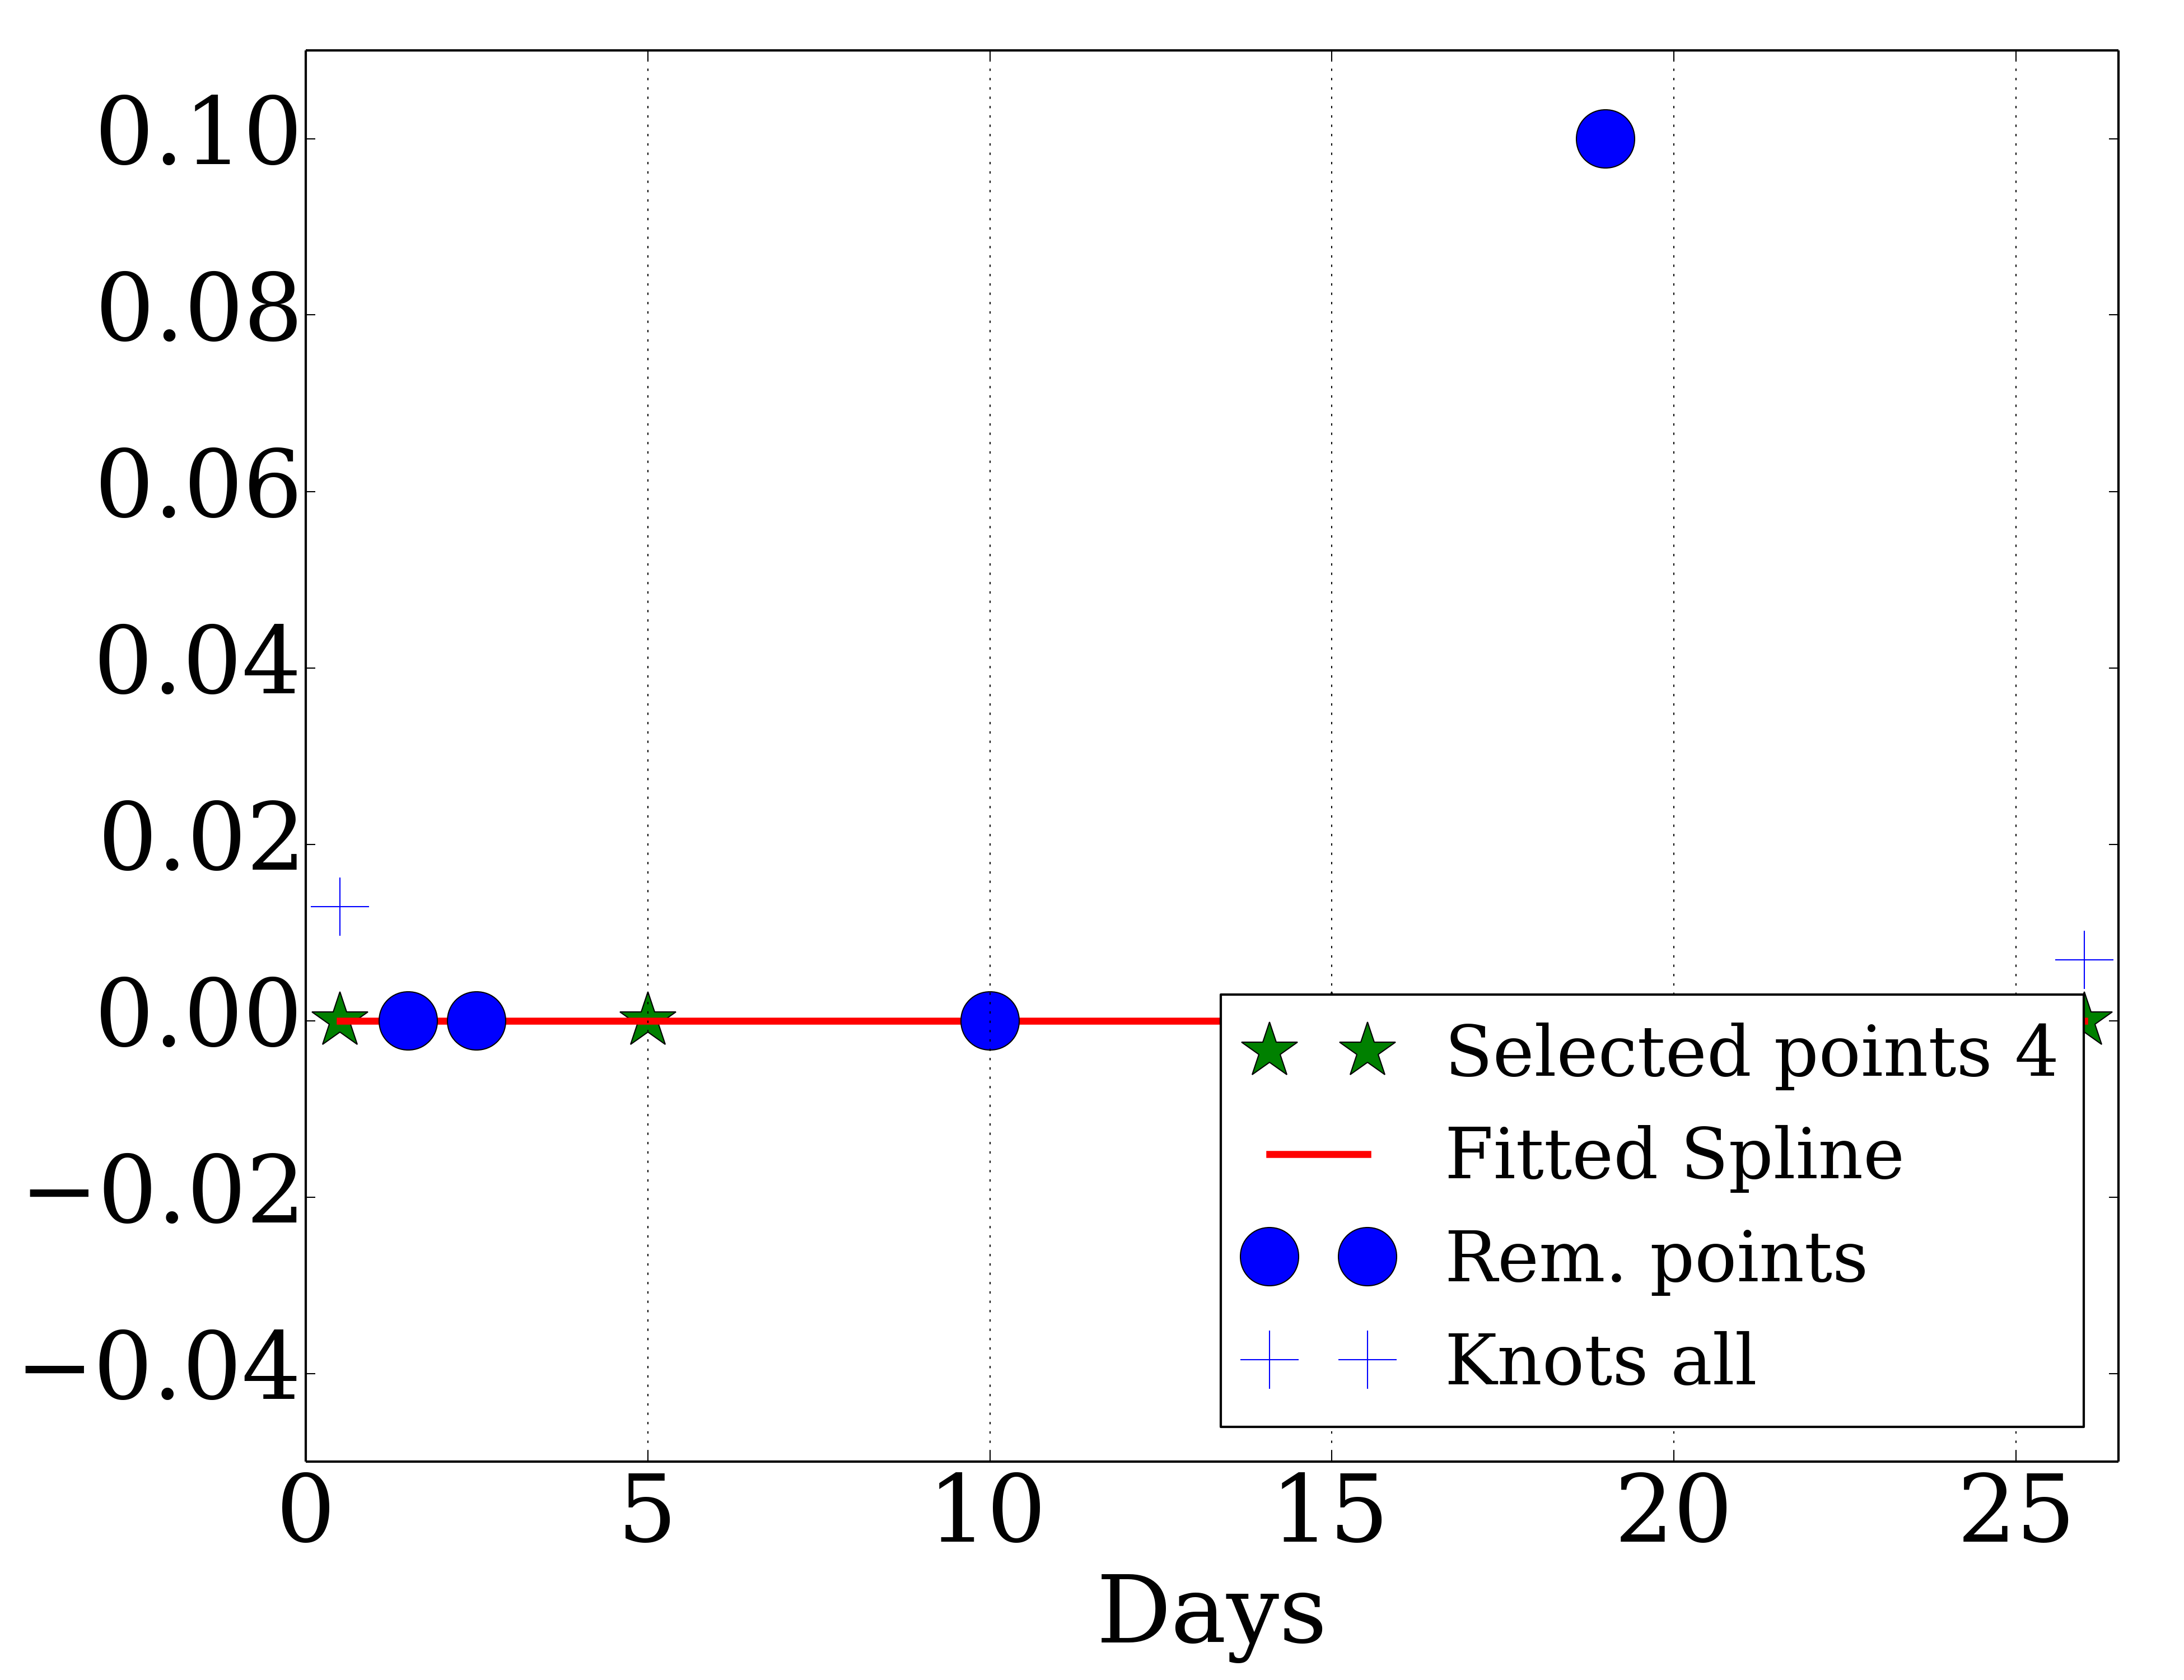 0.10
0.08
0.06
0.04
0.02
0.00
−0.02
−0.04
Selected points 4
Fitted Spline
Rem. points
Knots all
0 5 10 15 20 25
Days